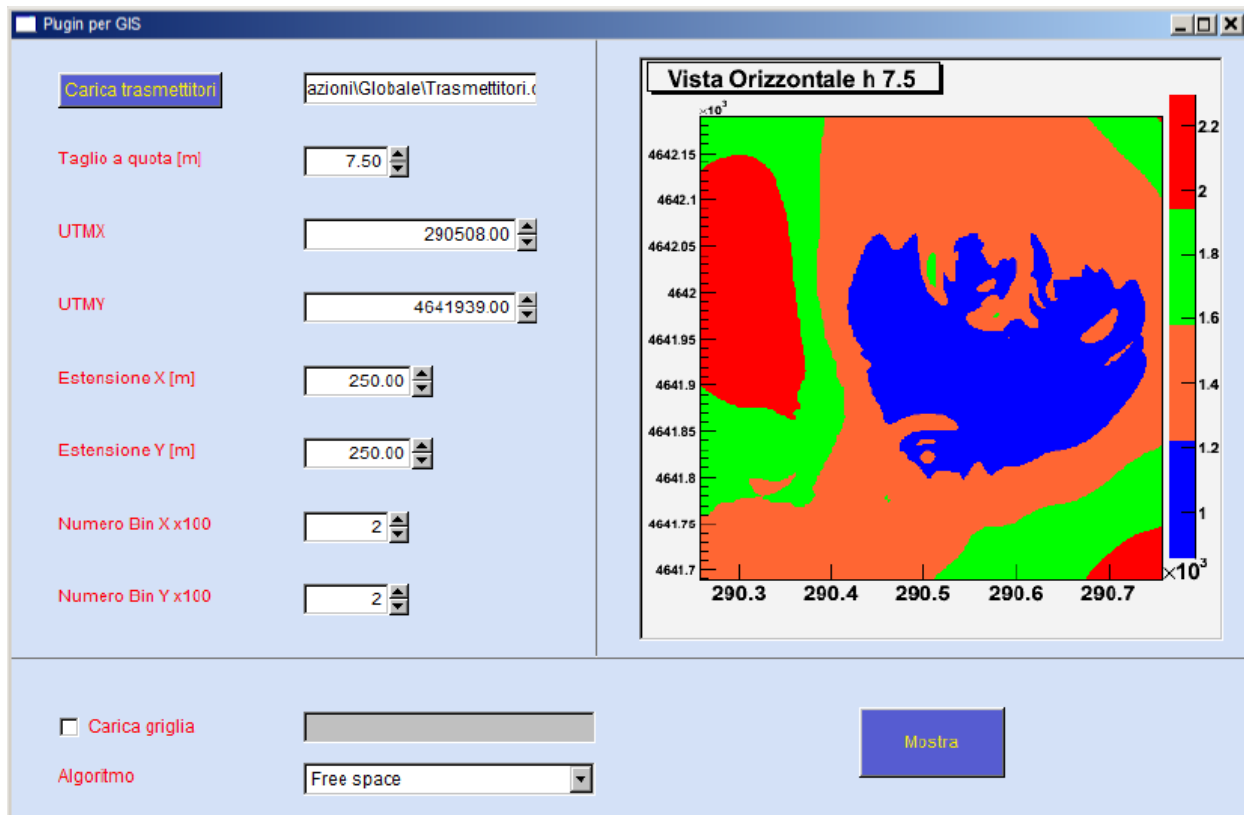 Plugin per GIS
Carica trasmettitori
azioni\Globale\Trasmettitori.
Taglio a quota [m]
7.50
UTMX
290508.00
UTMY
4641939.00
Estensione X [m]
250.00
Estensione Y [m]
250.00
Numero Bin X x100
2
Numero Bin Y x100
2
Vista Orizzontale h 7.5
×10³
4642.15
4642.1
4642.05
4642
4641.95
4641.9
4641.85
4641.8
4641.75
4641.7
290.3 290.4 290.5 290.6 290.7
×10³
2.2
2
1.8
1.6
1.4
1.2
1
Carica griglia
Algoritmo
Free space
Mostra